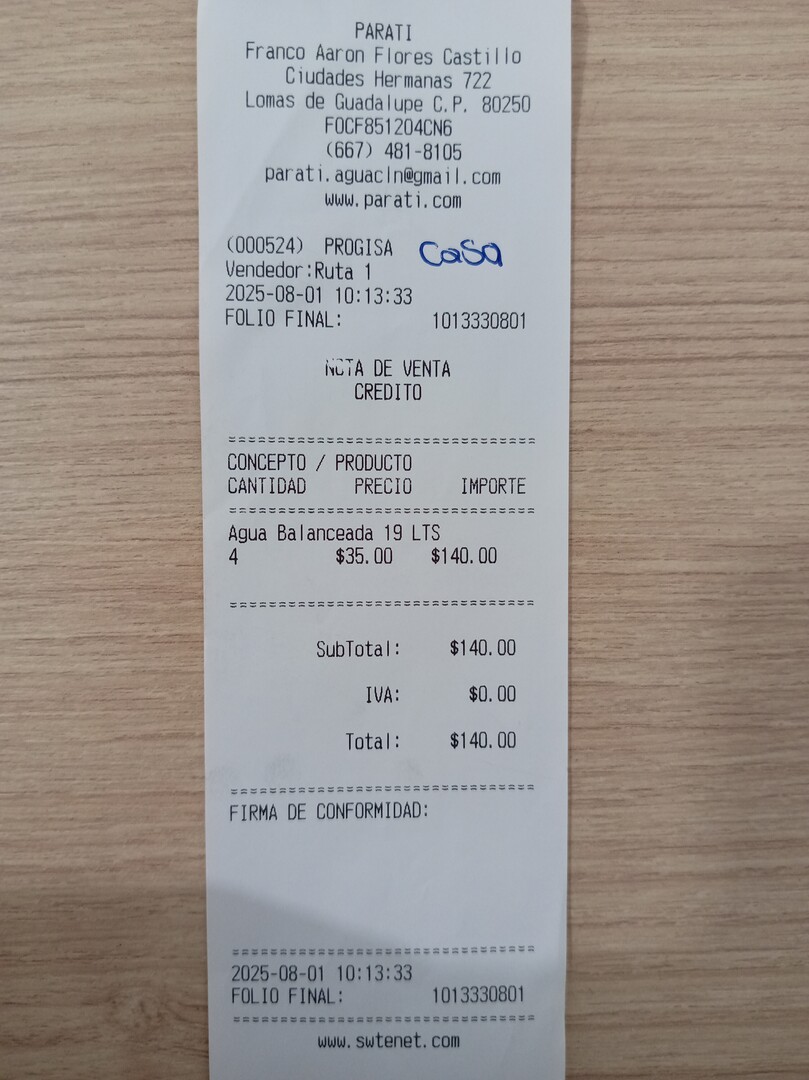 PARATI
Franco Aaron Flores Castillo
Ciudades Hermanas 722
Lomas de Guadalupe C.P. 80250
FOCF851204CN6
(667) 481-8105
parati.aguacln@gmail.com
www.parati.com
(000524) PROGISA CaSa
Vendedor:Ruta 1
2025-08-01 10:13:33
FOLIO FINAL: 1013330801
NOTA DE VENTA
CREDITO
================================
CONCEPTO / PRODUCTO
CANTIDAD PRECIO IMPORTE
================================
Agua Balanceada 19 LTS
4 $35.00 $140.00
================================
SubTotal: $140.00
IVA: $0.00
Total: $140.00
================================
FIRMA DE CONFORMIDAD:
================================
2025-08-01 10:13:33
FOLIO FINAL: 1013330801
================================
www.swtenet.com